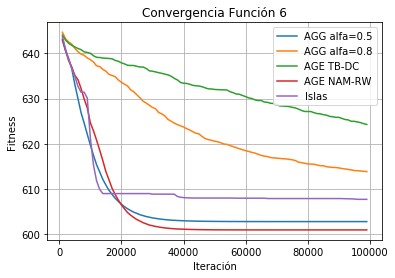 Convergencia Función 6
Fitness
640
630
620
610
600
AGG alfa=0.5
AGG alfa=0.8
AGE TB-DC
AGE NAM-RW
Islas
0
20000
40000
60000
80000
100000
Iteración